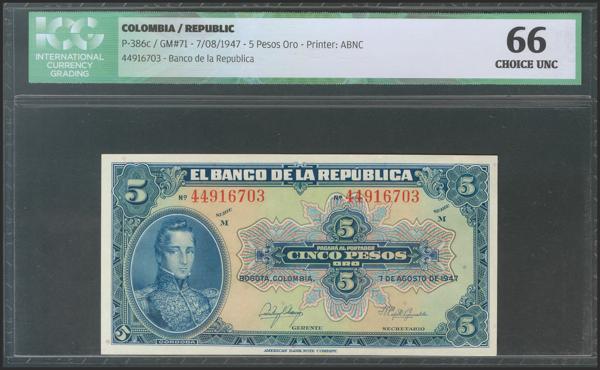 ICG
INTERNATIONAL
CURRENCY
GRADING
COLOMBIA / REPUBLIC
P-386c / GM#71 - 7/08/1947 - 5 Pesos Oro - Printer: ABNC
44916703 - Banco de la Republica
66
CHOICE UNC
EL BANCO DE LA REPÚBLICA
5
5
Nº 44916703
Nº 44916703
SERIE
M
SERIE
M
5
PAGARÁ AL PORTADOR
CINCO PESOS
ORO
BOGOTÁ, COLOMBIA,
7 DE AGOSTO DE 1947
5
GERENTE
SECRETARIO
5
5
CÓRDOBA
AMERICAN BANK NOTE COMPANY.